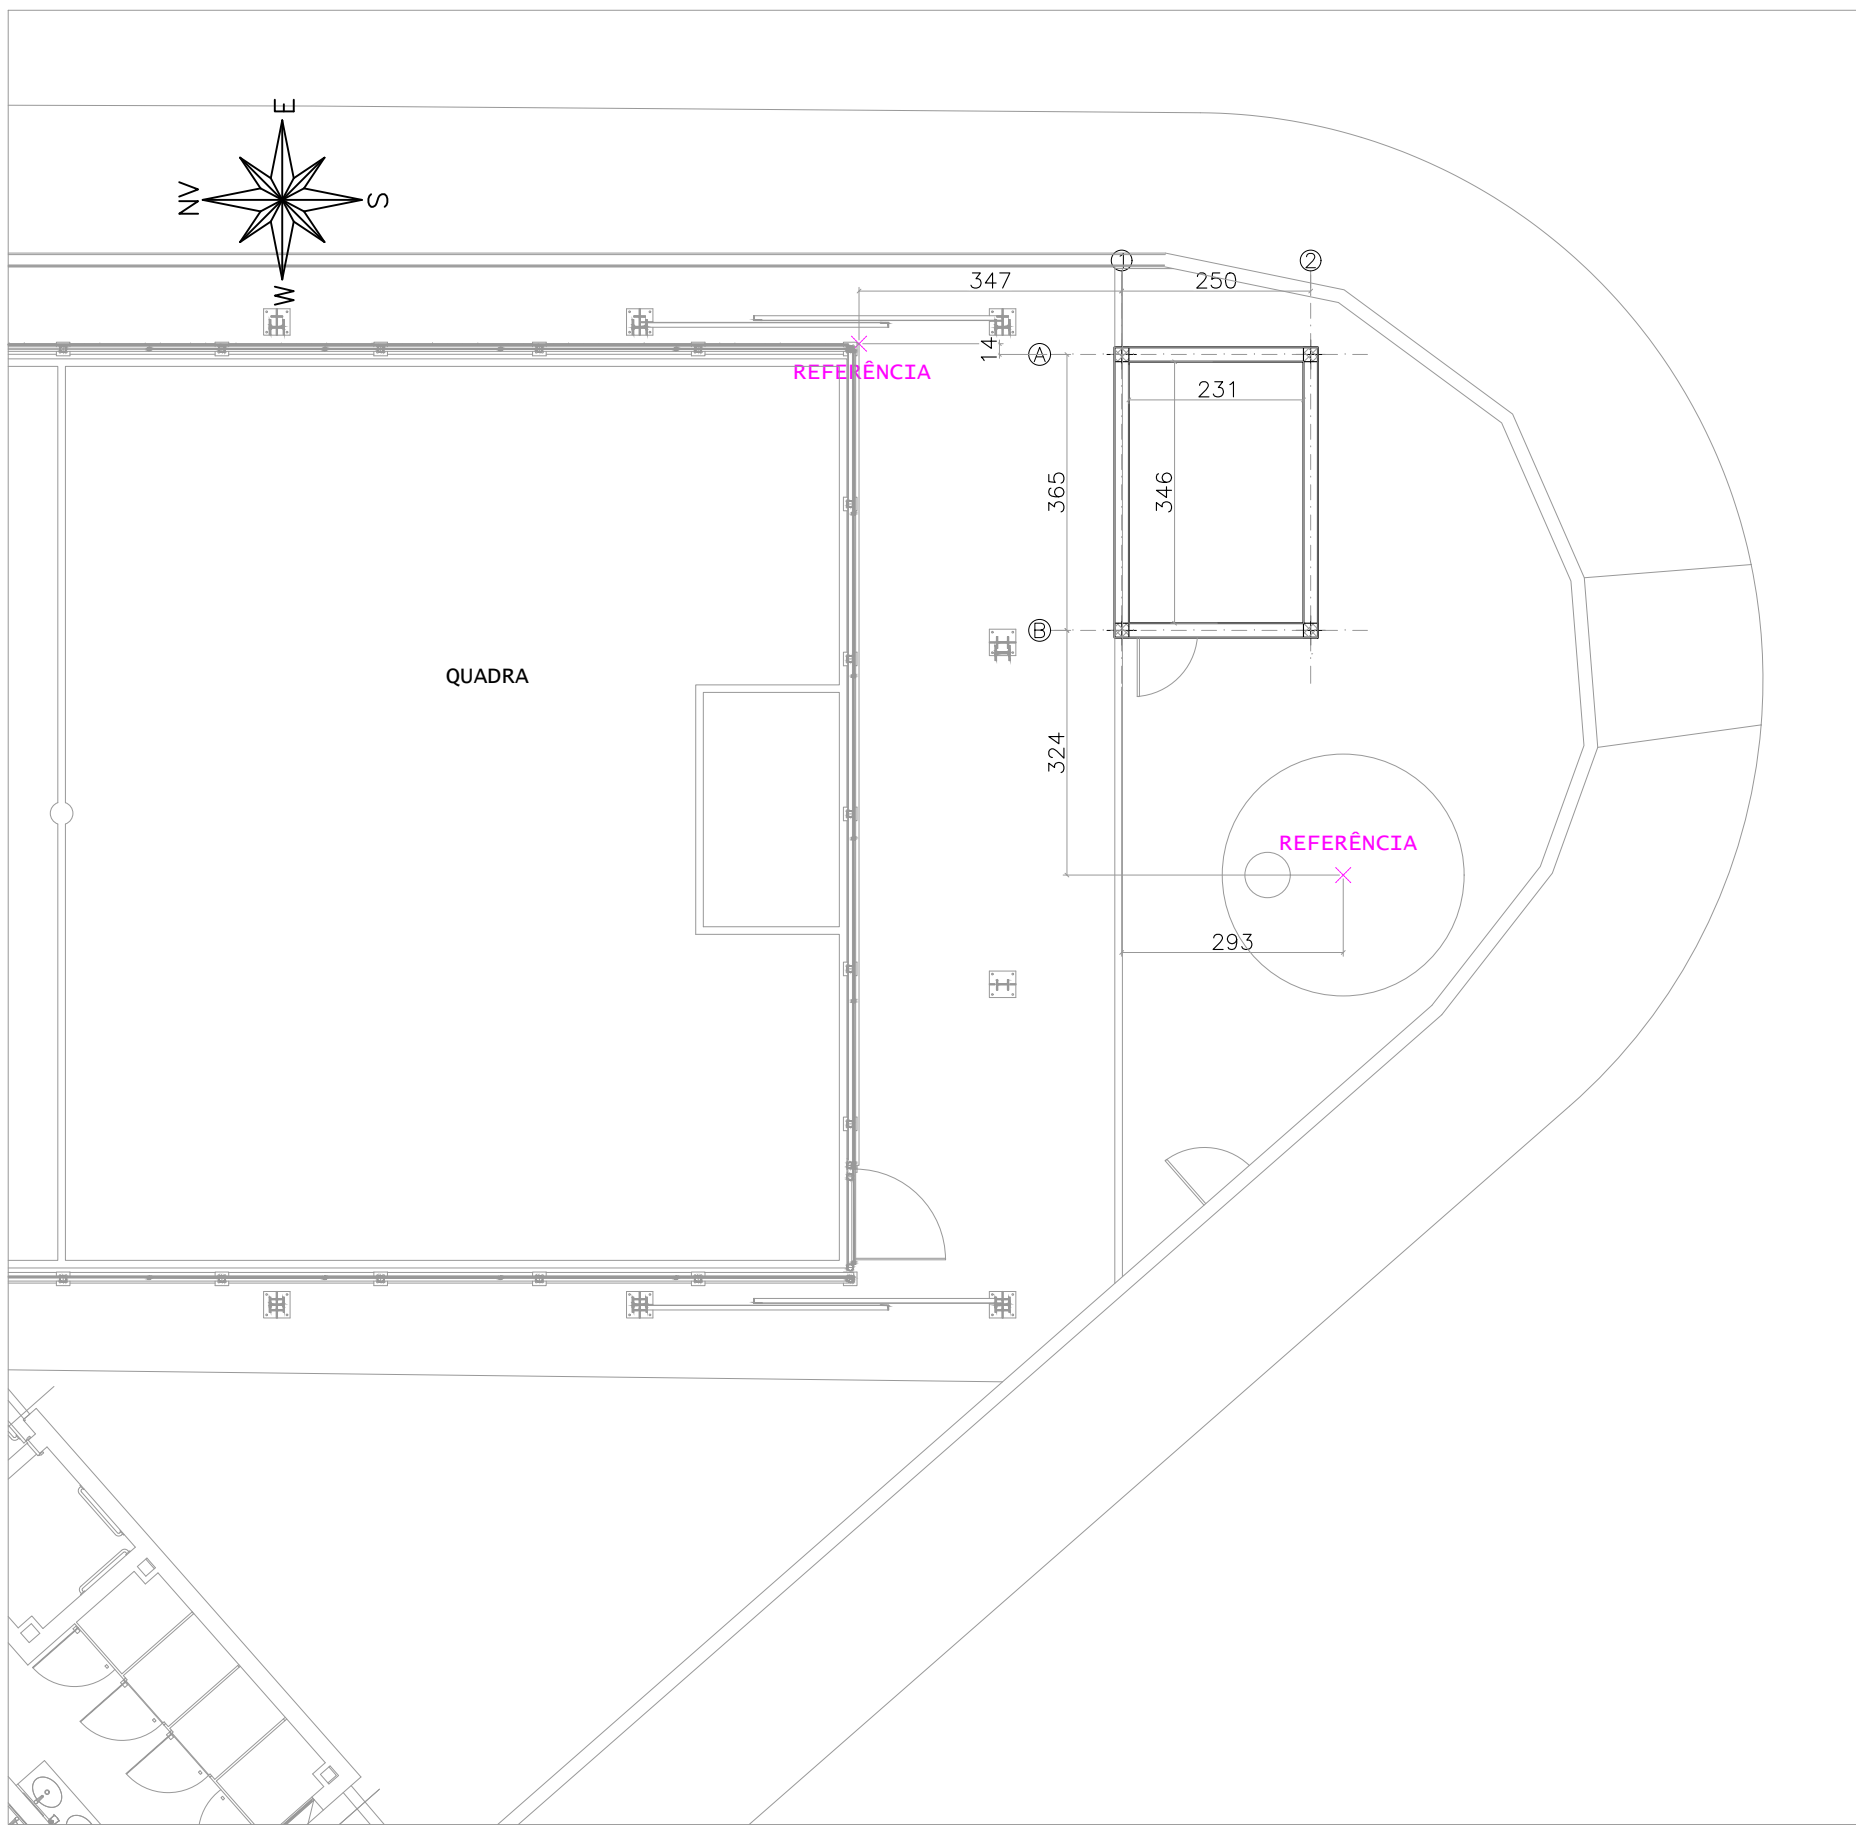 E
NV
S
W
1
2
347
250
14
A
REFERÊNCIA
231
365
346
B
QUADRA
324
REFERÊNCIA
293